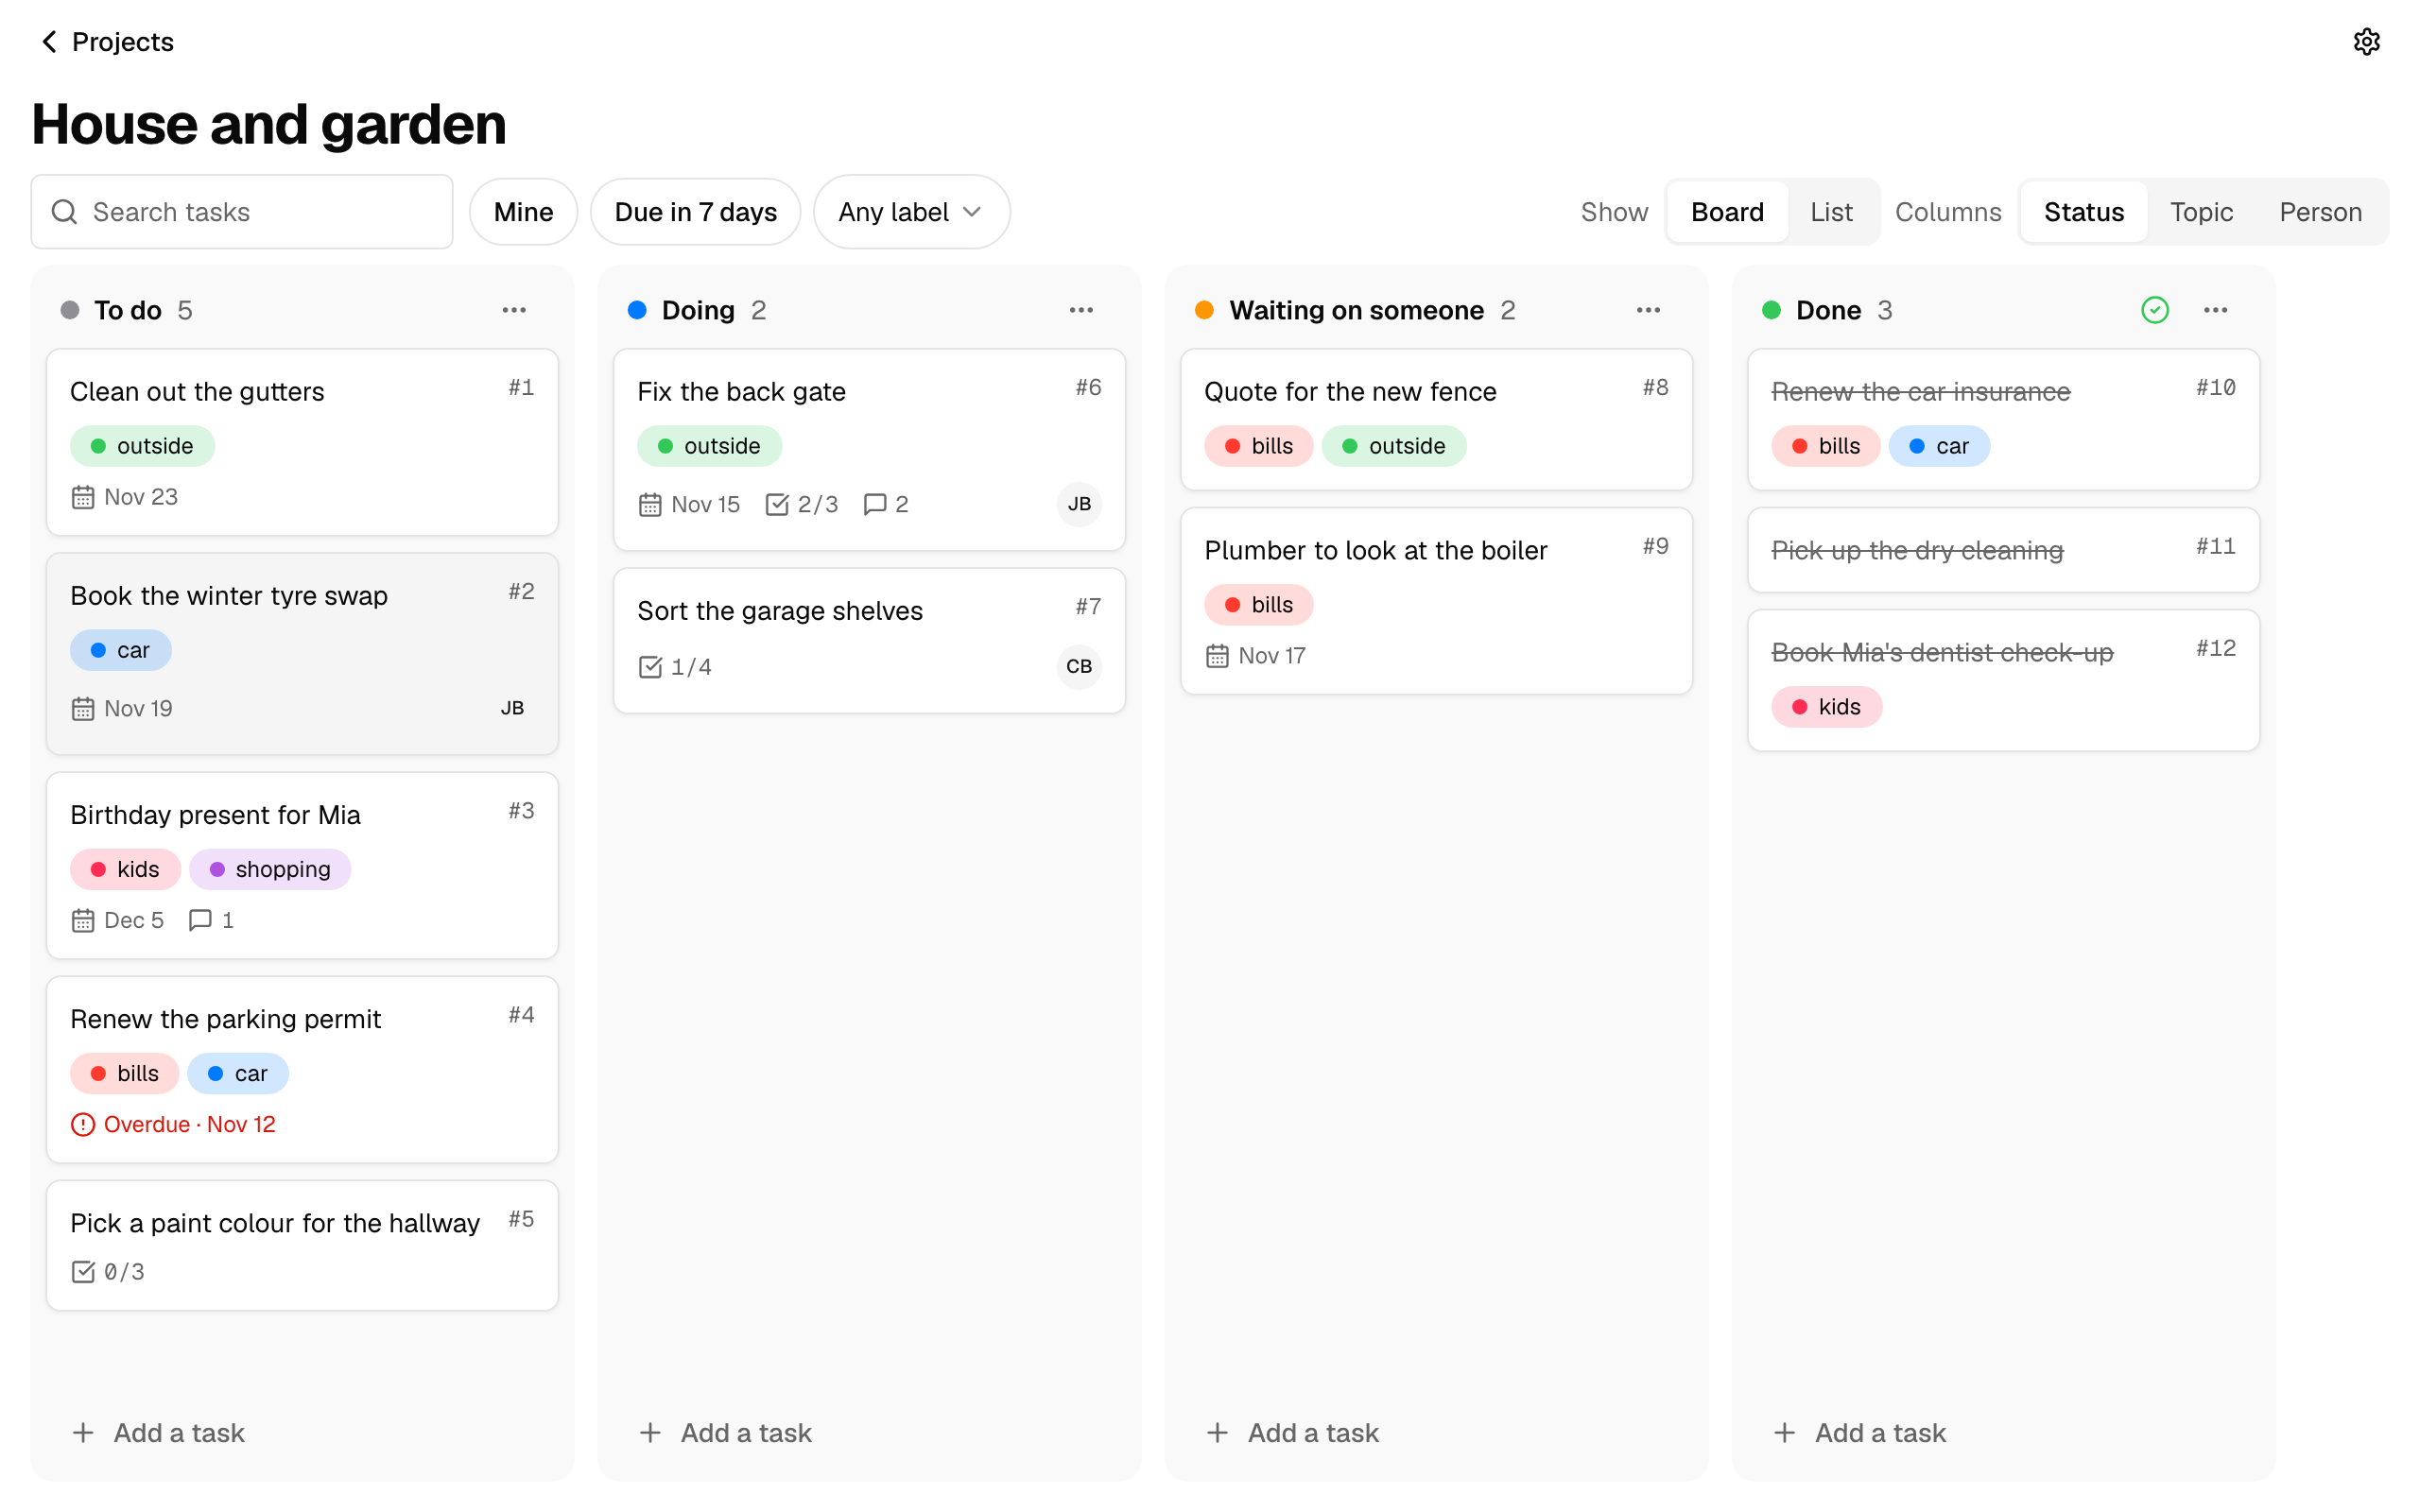 Projects
House and garden
Search tasks
Mine
Due in 7 days
Any label
Show
Board
List
Columns
Status
Topic
Person
To do 5
Clean out the gutters #1
outside
Nov 23
Book the winter tyre swap #2
car
Nov 19 JB
Birthday present for Mia #3
kids shopping
Dec 5 1
Renew the parking permit #4
bills car
Overdue · Nov 12
Pick a paint colour for the hallway #5
0/3
Add a task
Doing 2
Fix the back gate #6
outside
Nov 15 2/3 2 JB
Sort the garage shelves #7
1/4 CB
Add a task
Waiting on someone 2
Quote for the new fence #8
bills outside
Plumber to look at the boiler #9
bills
Nov 17
Add a task
Done 3
Renew the car insurance #10
bills car
Pick up the dry cleaning #11
Book Mia's dentist check-up #12
kids
Add a task